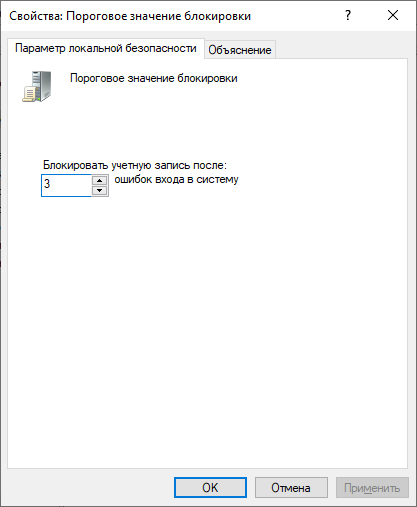 Свойства: Пороговое значение блокировки ?
Параметр локальной безопасности Объяснение
Пороговое значение блокировки
Блокировать учетную запись после:
3 ошибок входа в систему
OK Отмена Применить